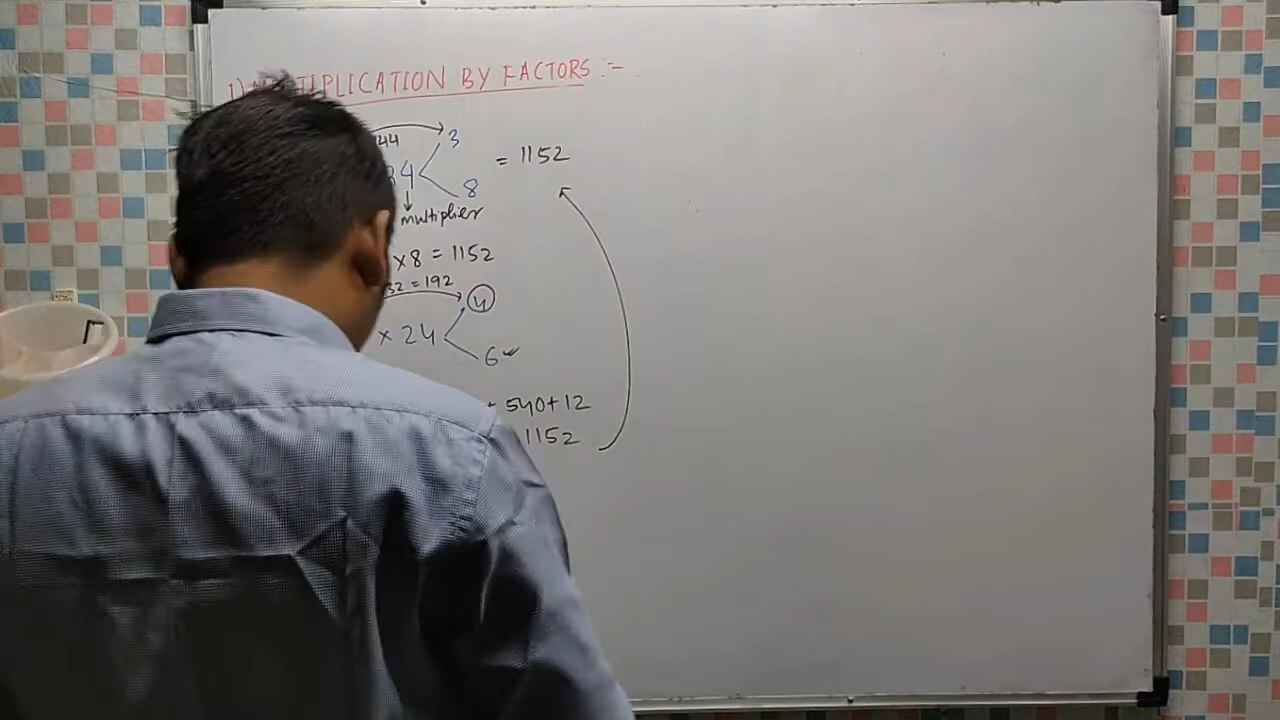 1) MULTIPLICATION BY FACTORS :-
44 3
4 = 1152
8
multiplier
×8 = 1152
32 = 192 4
× 24
6
+ 540+12
1152